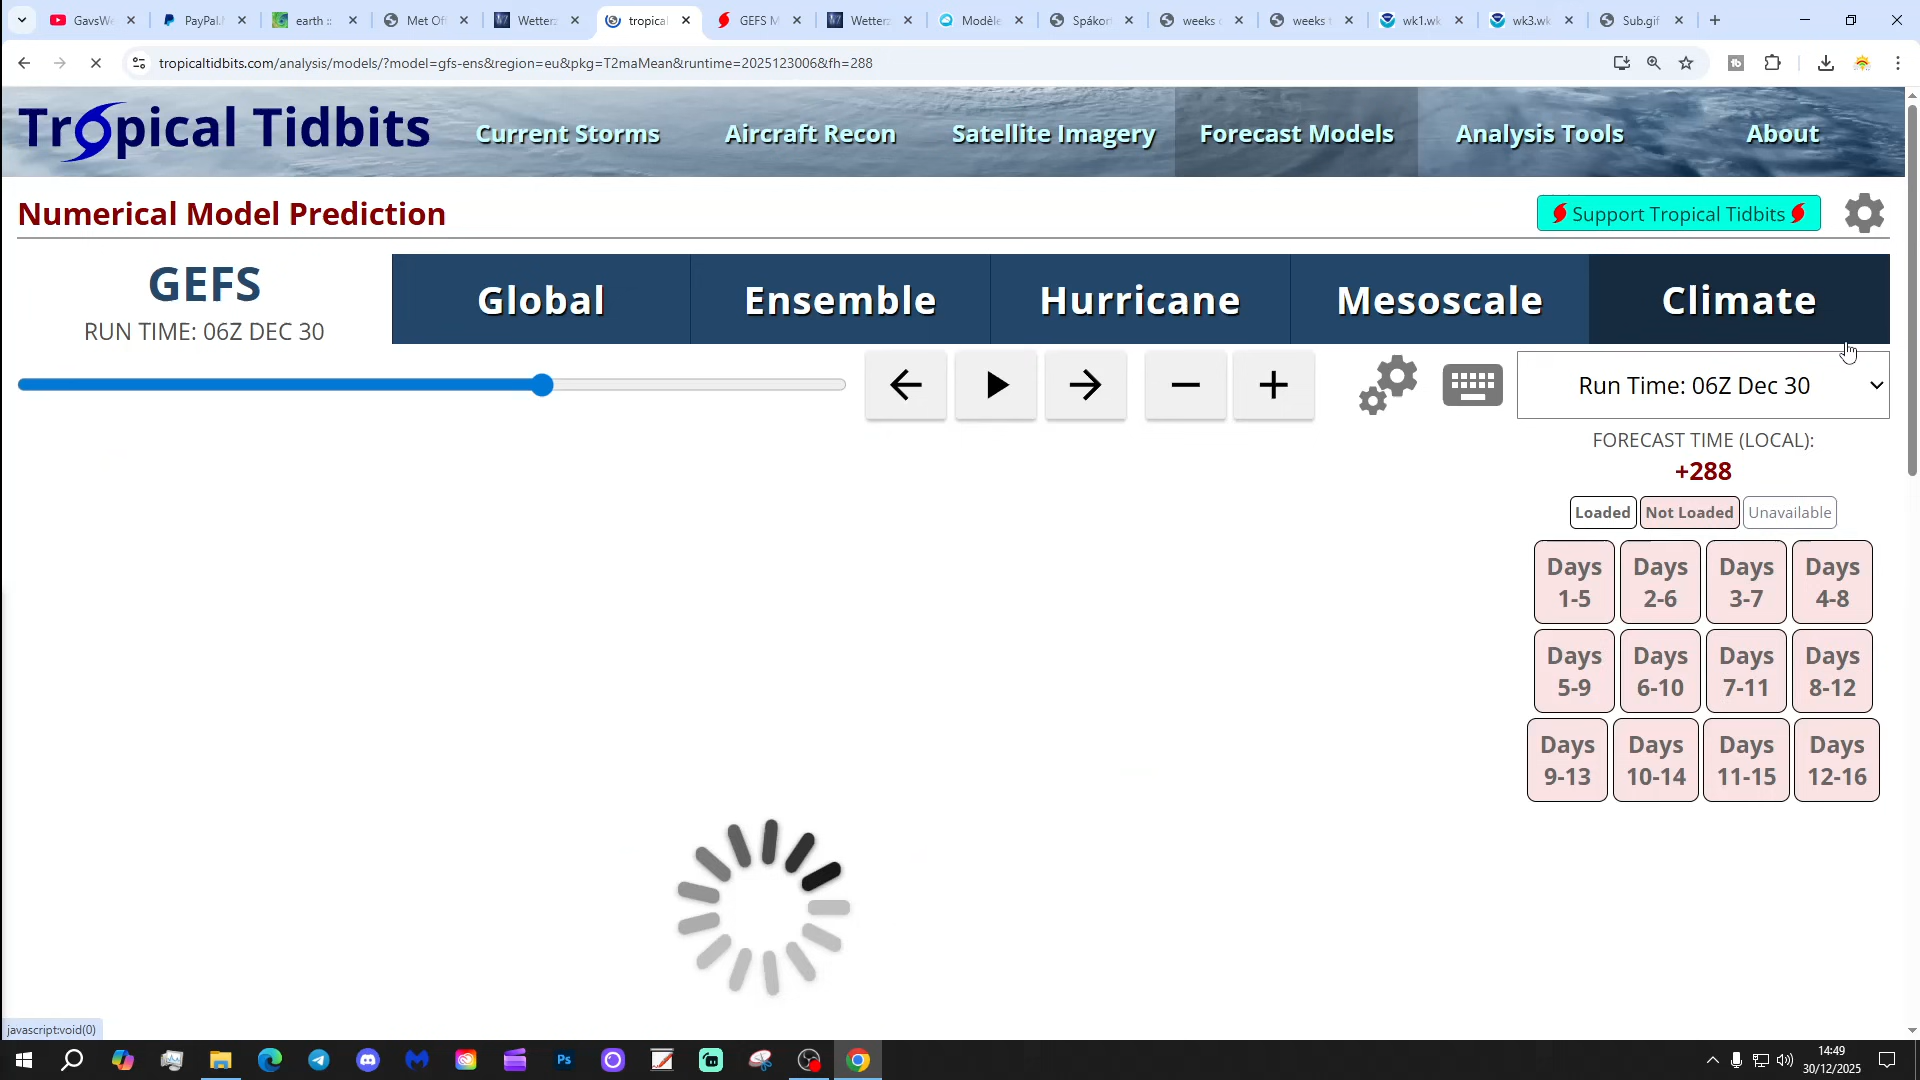 GavsWe
PayPal.
earth ::
Met Of
Wetterz
tropical
GEFS M
Wetterz
Modèle
Spákor
weeks
weeks t
wk1.wk
wk3.wk
Sub.gif
tropicaltidbits.com/analysis/models/?model=gfs-ens&region=eu&pkg=T2maMean&runtime=2025123006&fh=288
Tropical Tidbits
Current Storms
Aircraft Recon
Satellite Imagery
Forecast Models
Analysis Tools
About
Numerical Model Prediction
Support Tropical Tidbits
GEFS
RUN TIME: 06Z DEC 30
Global
Ensemble
Hurricane
Mesoscale
Climate
Run Time: 06Z Dec 30
FORECAST TIME (LOCAL):
+288
Loaded
Not Loaded
Unavailable
Days 1-5
Days 2-6
Days 3-7
Days 4-8
Days 5-9
Days 6-10
Days 7-11
Days 8-12
Days 9-13
Days 10-14
Days 11-15
Days 12-16
javascript:void(0)
Ps
14:49
30/12/2025